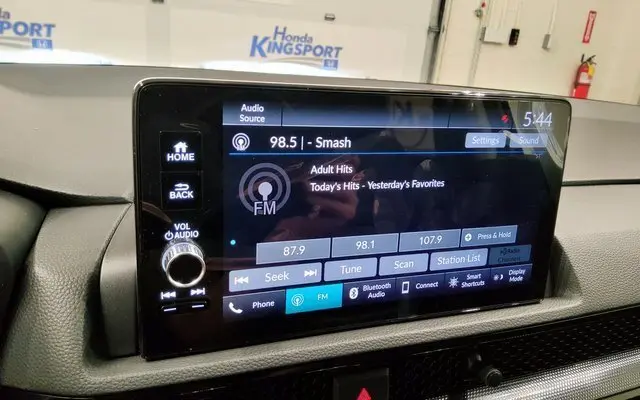 Honda
KINGSPORT
Audio
Source
5:44
98.5| - Smash
Settings
Sound
HOME
Adult Hits
Today's Hits - Yesterday's Favorites
BACK
FM
VOL
AUDIO
87.9
98.1
107.9
Press & Hold
Seek
Tune
Scan
Station List
Phone
FM
Bluetooth
Audio
Connect
Smart
Shortcuts
Display
Mode